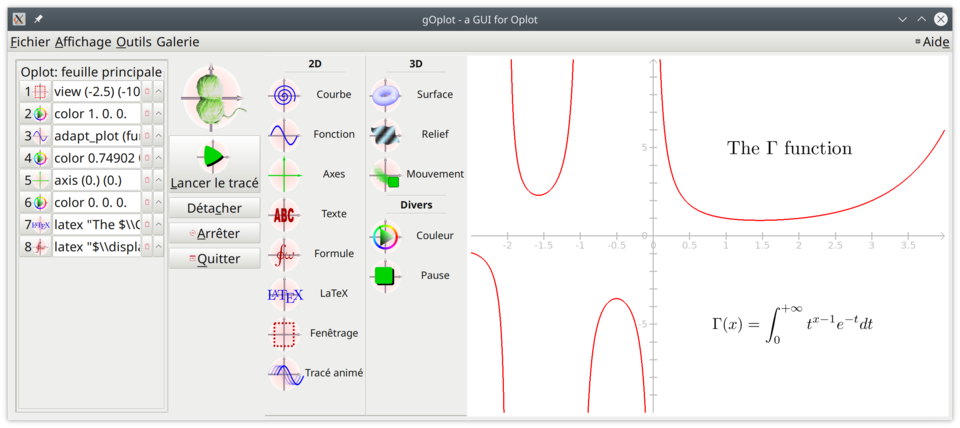 gOplot - a GUI for Oplot
Fichier Affichage Outils Galerie
Aide
Oplot: feuille principale
1 view (-2.5) (-10
2 color 1. 0. 0.
3 adapt_plot (fu
4 color 0.74902
5 axis (0.) (0.)
6 color 0. 0. 0.
7 LATEX latex "The $\\G
8 latex "$\\displa
Lancer le tracé
Détacher
Arrêter
Quitter
2D
Courbe
Fonction
Axes
ABC Texte
Formule
LATEX LaTeX
Fenêtrage
Tracé animé
3D
Surface
Relief
Mouvement
Divers
Couleur
Pause
The Γ function
5
-2 -1.5 -1 -0.5 0 0.5 1 1.5 2 2.5 3 3.5
-5
Γ(x) = ∫₀^{+∞} t^{x−1}e^{−t}dt